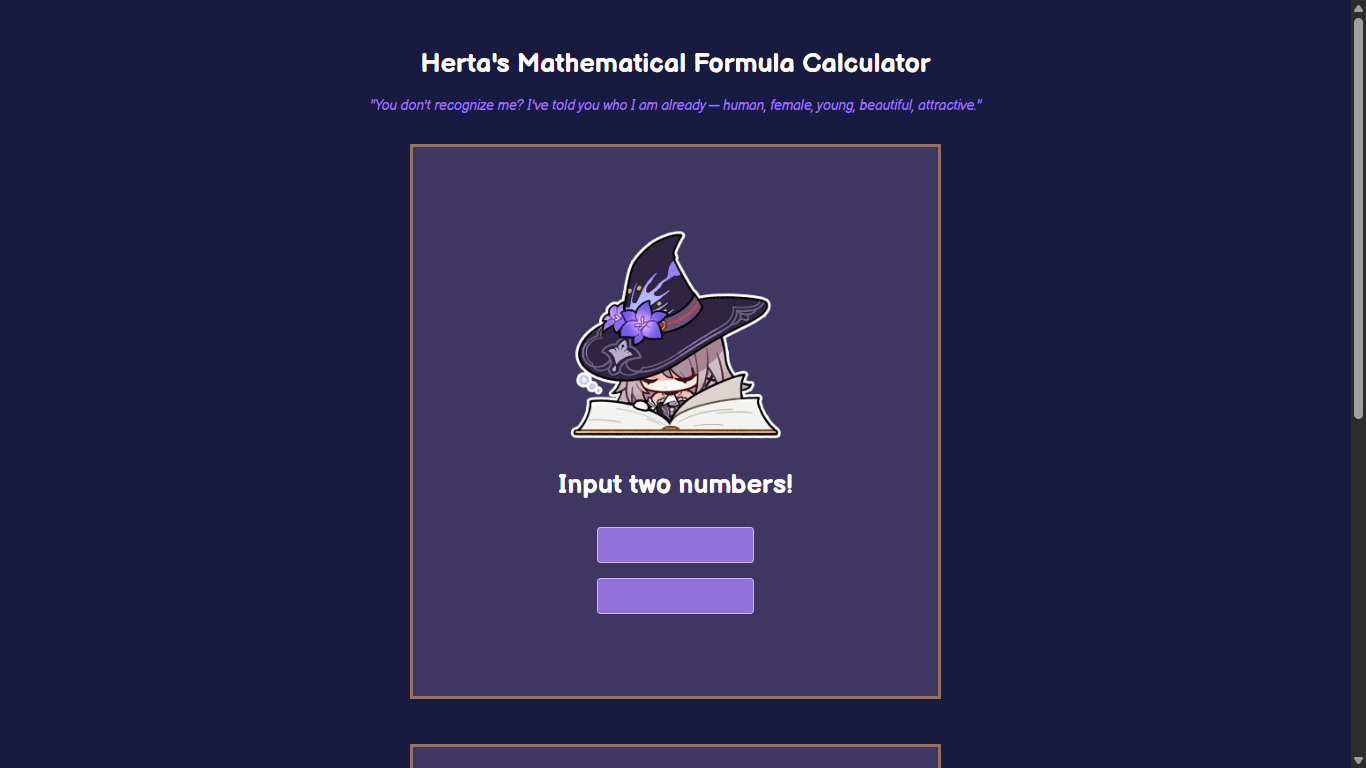 Herta's Mathematical Formula Calculator
"You don't recognize me? I've told you who I am already — human, female, young, beautiful, attractive."
Input two numbers!